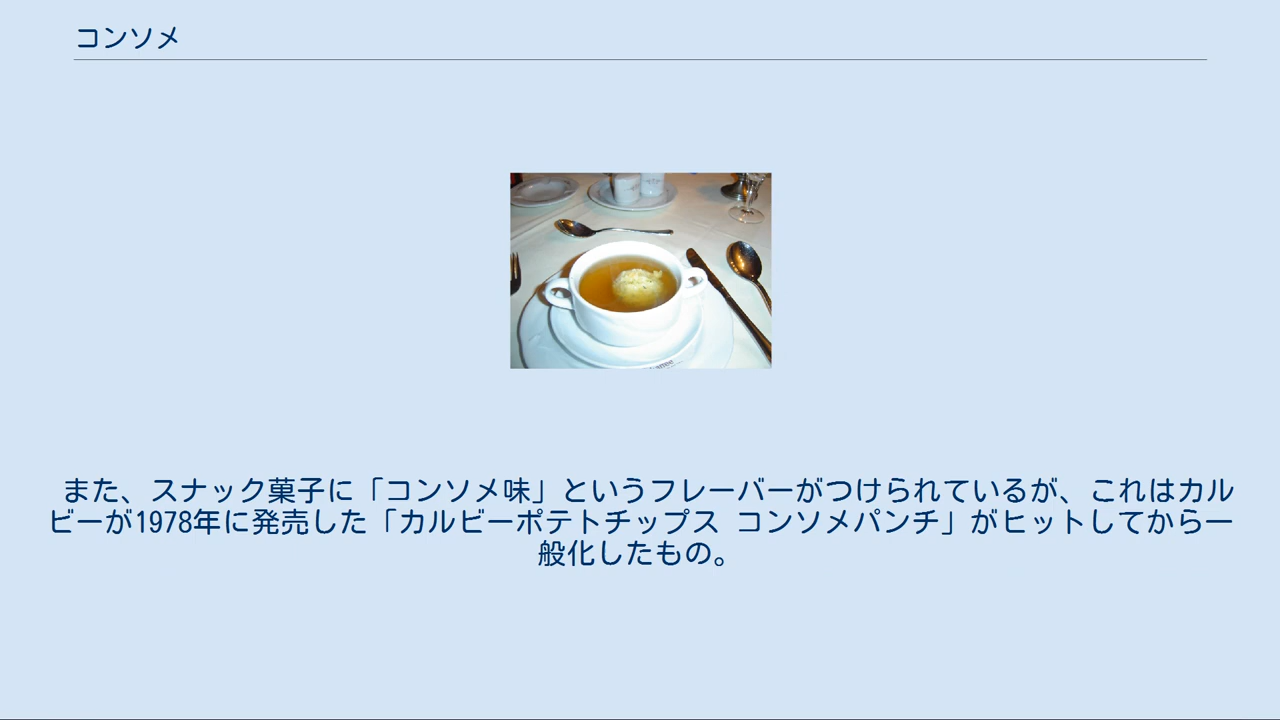 コンソメ
また、スナック菓子に「コンソメ味」というフレーバーがつけられているが、これはカル
ビーが1978年に発売した「カルビーポテトチップス コンソメパンチ」がヒットしてから一
般化したもの。